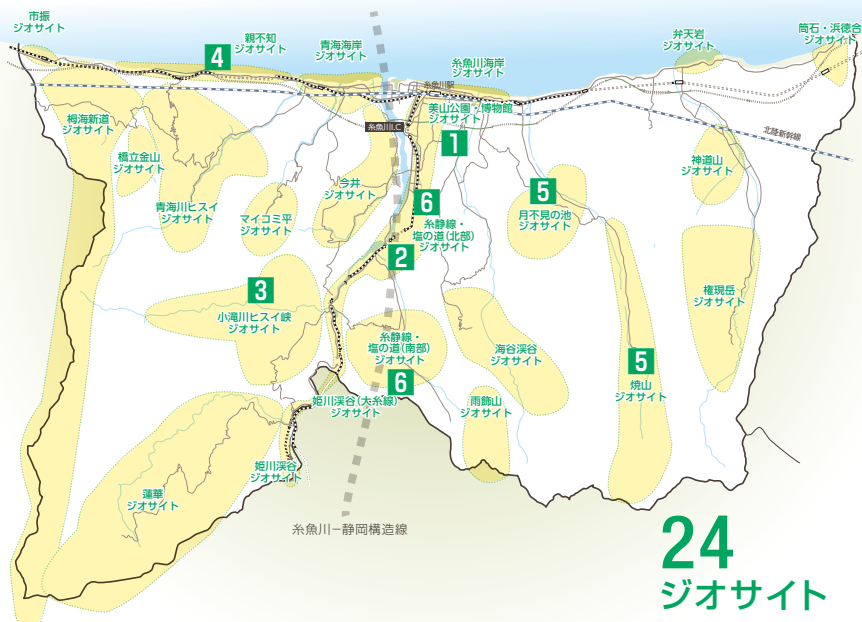 市振
ジオサイト
親不知
ジオサイト
4
青海海岸
ジオサイト
糸魚川海岸
ジオサイト
弁天岩
ジオサイト
筒石・浜徳合
ジオサイト
糸魚川駅
美山公園・博物館
ジオサイト
1
糸魚川I.C
北陸新幹線
栂海新道
ジオサイト
橋立金山
ジオサイト
青海川ヒスイ
ジオサイト
マイコミ平
ジオサイト
今井
ジオサイト
6
糸静線・
塩の道(北部)
ジオサイト
2
5
月不見の池
ジオサイト
神道山
ジオサイト
権現岳
ジオサイト
3
小滝川ヒスイ峡
ジオサイト
糸静線・
塩の道(南部)
ジオサイト
6
海谷渓谷
ジオサイト
5
焼山
ジオサイト
姫川渓谷(大糸線)
ジオサイト
雨飾山
ジオサイト
姫川渓谷
ジオサイト
蓮華
ジオサイト
糸魚川−静岡構造線
24
ジオサイト